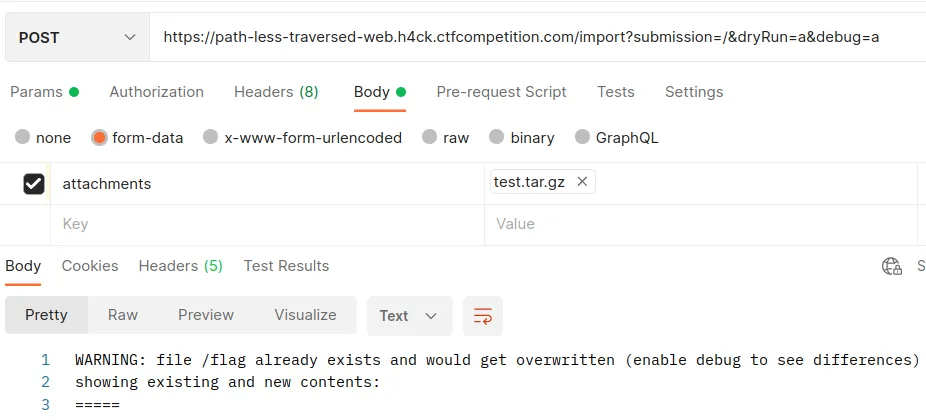 POST https://path-less-traversed-web.h4ck.ctfcompetition.com/import?submission=/&dryRun=a&debug=a
Params Authorization Headers (8) Body Pre-request Script Tests Settings
none form-data x-www-form-urlencoded raw binary GraphQL
attachments test.tar.gz
Key Value
Body Cookies Headers (5) Test Results S
Pretty Raw Preview Visualize Text
1 WARNING: file /flag already exists and would get overwritten (enable debug to see differences)
2 showing existing and new contents:
3 =====